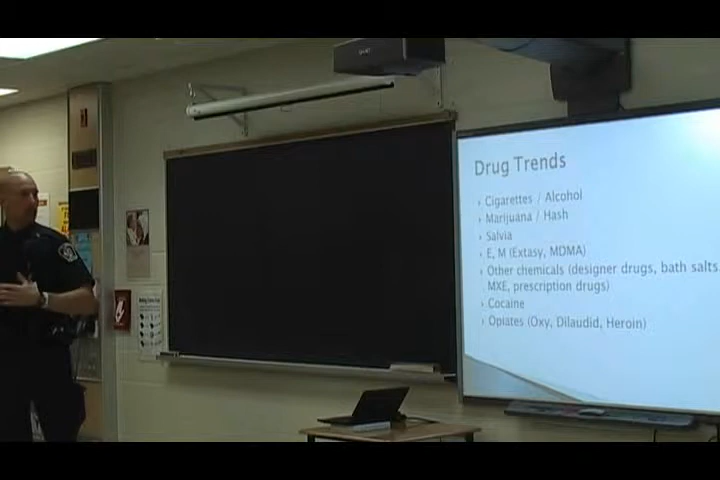 Drug Trends
Cigarettes / Alcohol
Marijuana / Hash
Salvia
E, M (Extasy, MDMA)
Other chemicals (designer drugs, bath salts,
MXE, prescription drugs)
Cocaine
Opiates (Oxy, Dilaudid, Heroin)